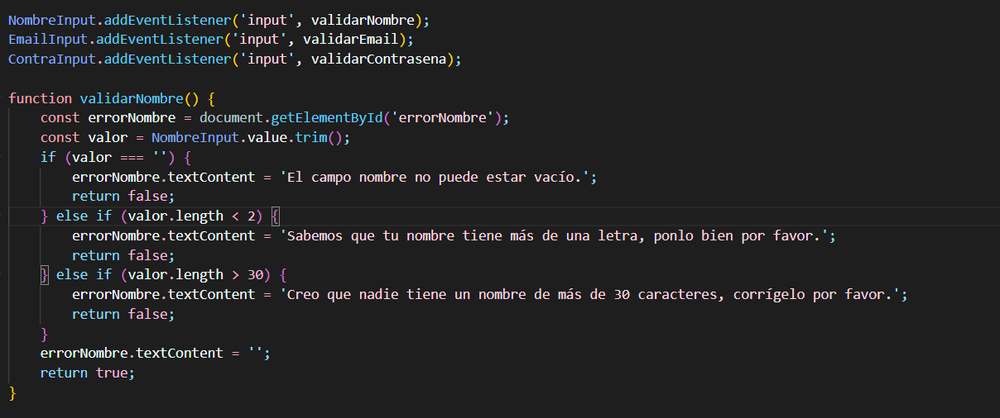 NombreInput.addEventListener('input', validarNombre);
EmailInput.addEventListener('input', validarEmail);
ContraInput.addEventListener('input', validarContrasena);

function validarNombre() {
    const errorNombre = document.getElementById('errorNombre');
    const valor = NombreInput.value.trim();
    if (valor === '') {
        errorNombre.textContent = 'El campo nombre no puede estar vacío.';
        return false;
    } else if (valor.length < 2) {
        errorNombre.textContent = 'Sabemos que tu nombre tiene más de una letra, ponlo bien por favor.';
        return false;
    } else if (valor.length > 30) {
        errorNombre.textContent = 'Creo que nadie tiene un nombre de más de 30 caracteres, corrígelo por favor.';
        return false;
    }
    errorNombre.textContent = '';
    return true;
}